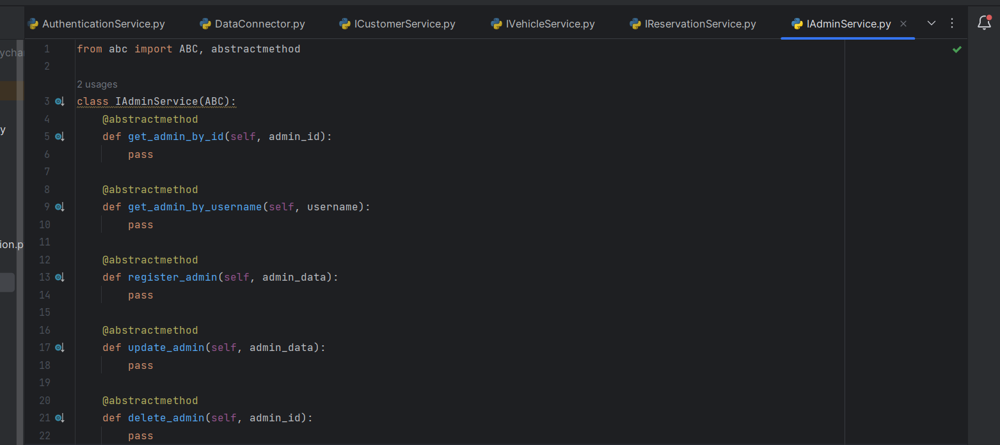 AuthenticationService.py DataConnector.py ICustomerService.py IVehicleService.py IReservationService.py IAdminService.py
1 from abc import ABC, abstractmethod
2
2 usages
3 class IAdminService(ABC):
4 @abstractmethod
5 def get_admin_by_id(self, admin_id):
6 pass
7
8 @abstractmethod
9 def get_admin_by_username(self, username):
10 pass
11
12 @abstractmethod
13 def register_admin(self, admin_data):
14 pass
15
16 @abstractmethod
17 def update_admin(self, admin_data):
18 pass
19
20 @abstractmethod
21 def delete_admin(self, admin_id):
22 pass